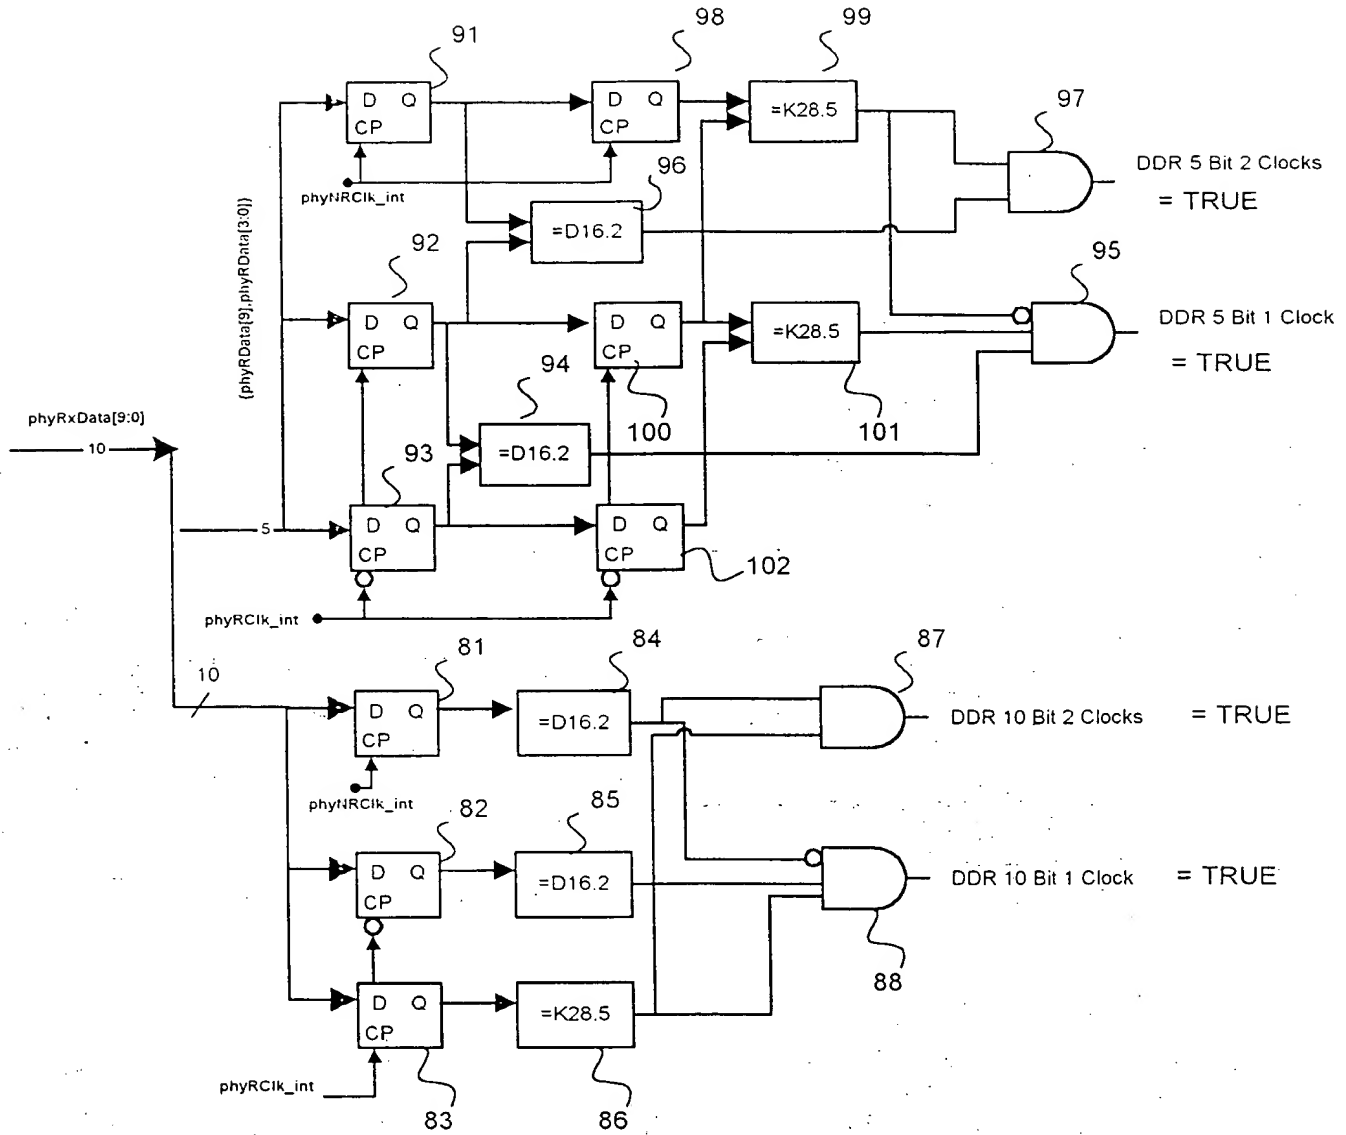 91
98
99
D Q
CP
D Q
CP
=K28.5
97
DDR 5 Bit 2 Clocks
= TRUE
phyNRClk_int
96
=D16.2
{phyRData[9],phyRData[3:0]}
92
95
D Q
CP
D Q
CP
=K28.5
DDR 5 Bit 1 Clock
= TRUE
94
100
101
phyRxData[9:0]
10
93
=D16.2
5
D Q
CP
D Q
CP
102
phyRClk_int
81
84
87
10
D Q
CP
=D16.2
DDR 10 Bit 2 Clocks = TRUE
phyNRClk_int
82
85
D Q
CP
=D16.2
DDR 10 Bit 1 Clock = TRUE
88
D Q
CP
=K28.5
phyRClk_int
83
86